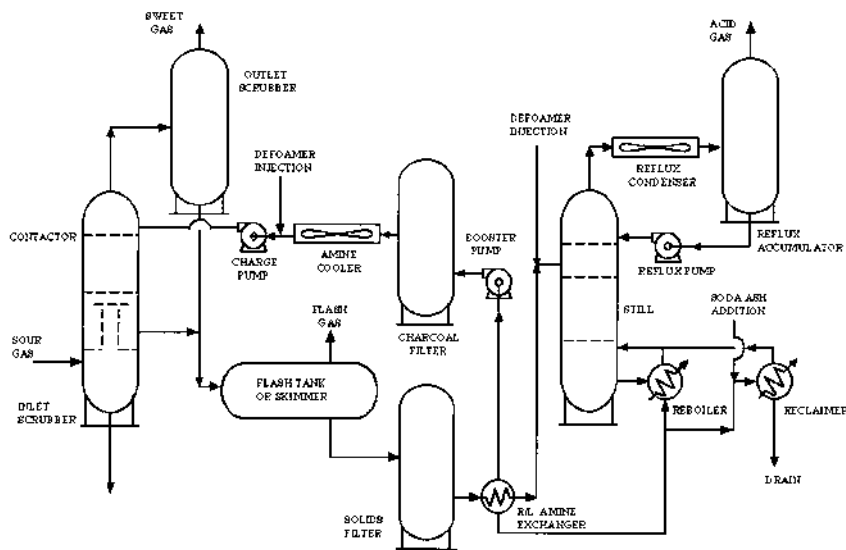 SWEET
GAS
OUTLET
SCRUBBER
ACID
GAS
DEFOAMER
INJECTION
DEFOAMER
INJECTION
REFLUX
CONDENSER
CONTACTOR
CHARGE
PUMP
AMINE
COOLER
BOOSTER
PUMP
REFLUX PUMP
REFLUX
ACCUMULATOR
FLASH
GAS
CHARCOAL
FILTER
STILL
SODA ASH
ADDITION
SOUR
GAS
FLASH TANK
OR SKIMMER
INLET
SCRUBBER
REBOILER
RECLAIMER
DRAIN
SOLIDS
FILTER
R/L AMINE
EXCHANGER